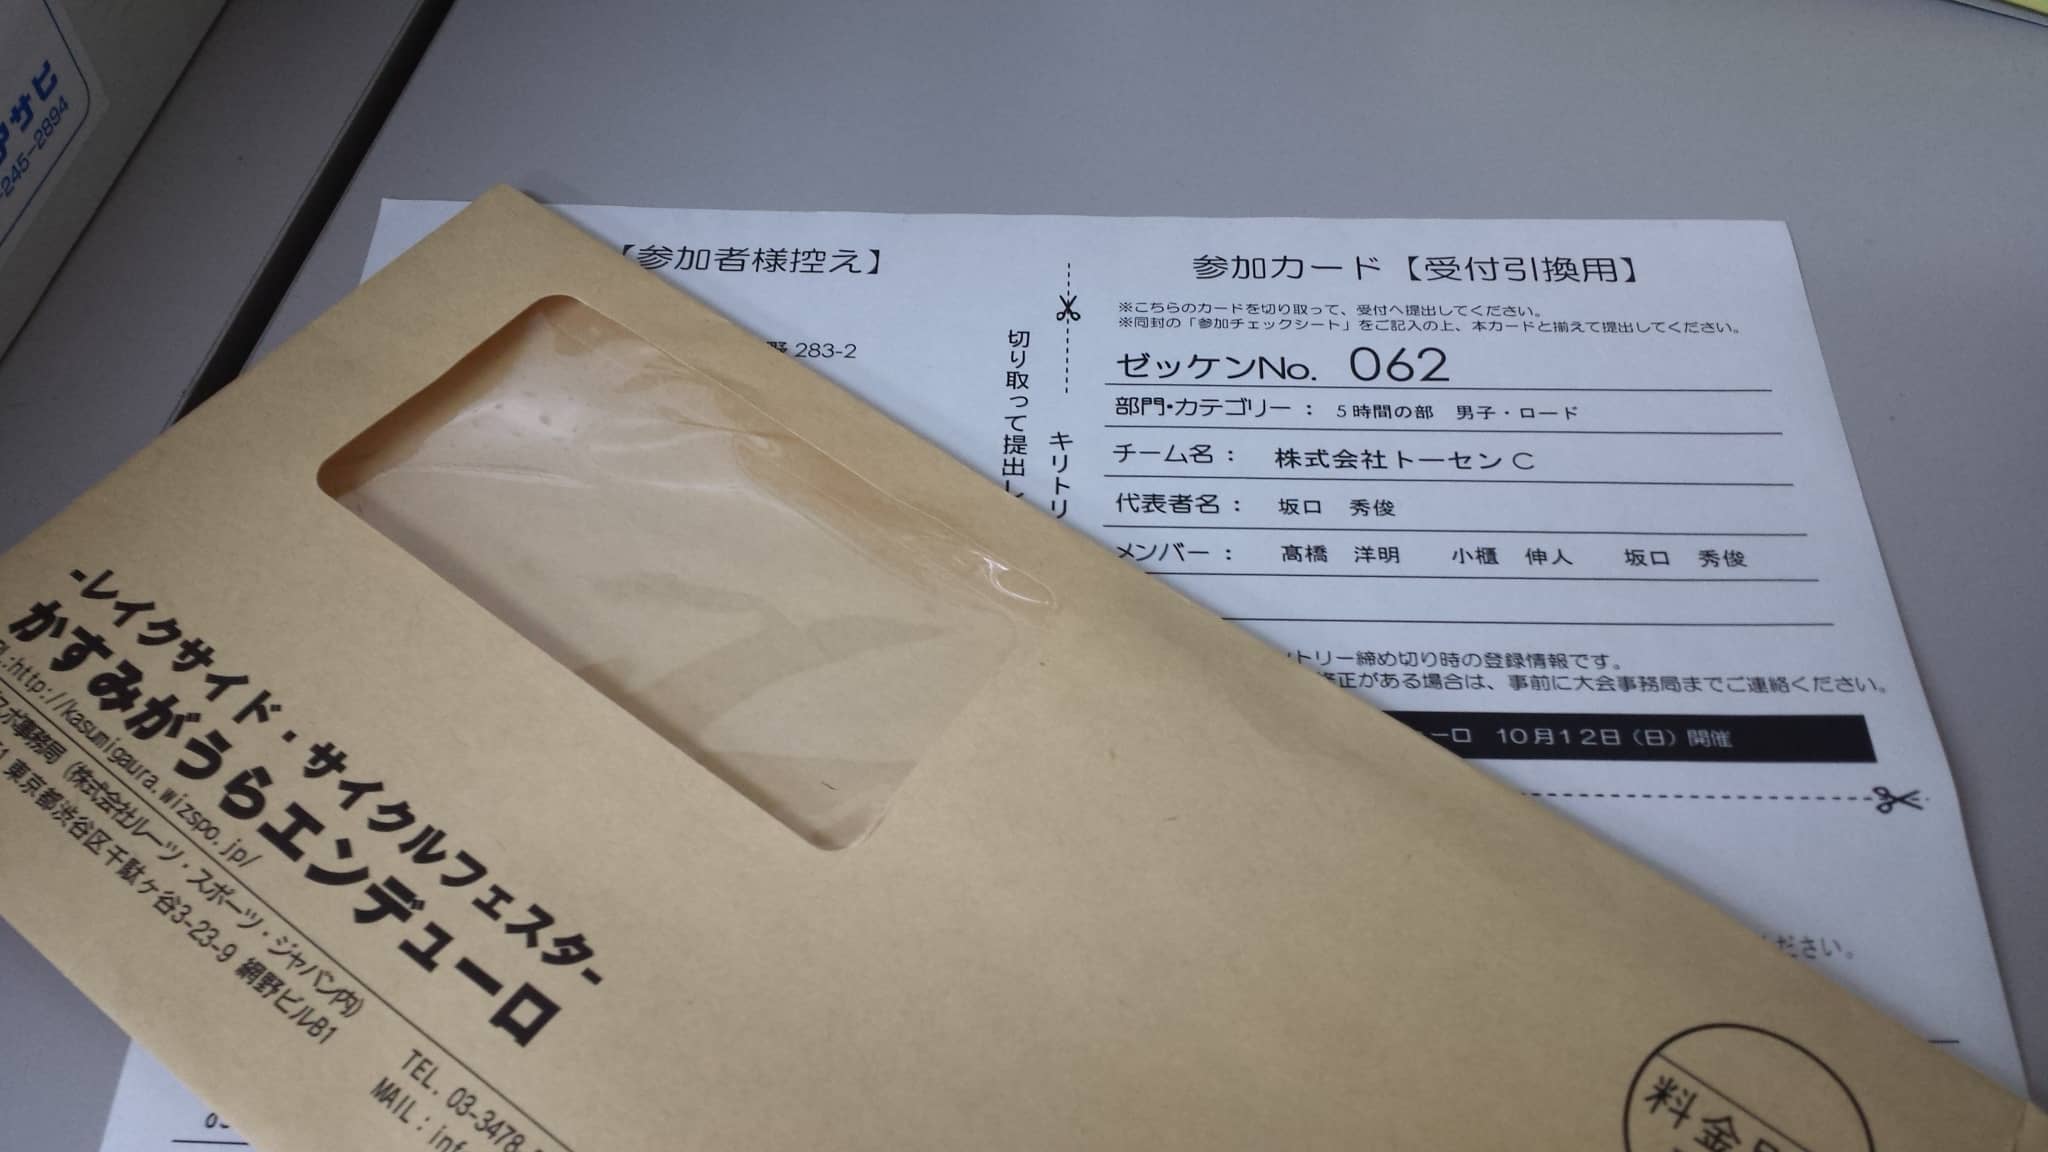 アサヒ
245-2894
【参加者様控え】
野 283-2
切り取って提出し
キリトリ
参加カード【受付引換用】
※こちらのカードを切り取って、受付へ提出してください。
※同封の「参加チェックシート」をご記入の上、本カードと揃えて提出してください。
ゼッケンNo. 062
部門・カテゴリー： 5時間の部 男子・ロード
チーム名： 株式会社トーセンC
代表者名： 坂口 秀俊
メンバー： 髙橋 洋明 小櫃 伸人 坂口 秀俊
ントリー締め切り時の登録情報です。
修正がある場合は、事前に大会事務局までご連絡ください。
ーロ 10月12日（日）開催
ださい。
-レイクサイド・サイクルフェスタ-
かすみがうらエンデューロ
:http://kasumigaura.wizspo.jp/
スポ事務局（株式会社ルーツ・スポーツ・ジャパン内）
東京都渋谷区千駄ヶ谷3-23-9 網野ビルB1
TEL. 03-3478
MAIL：inf
料金